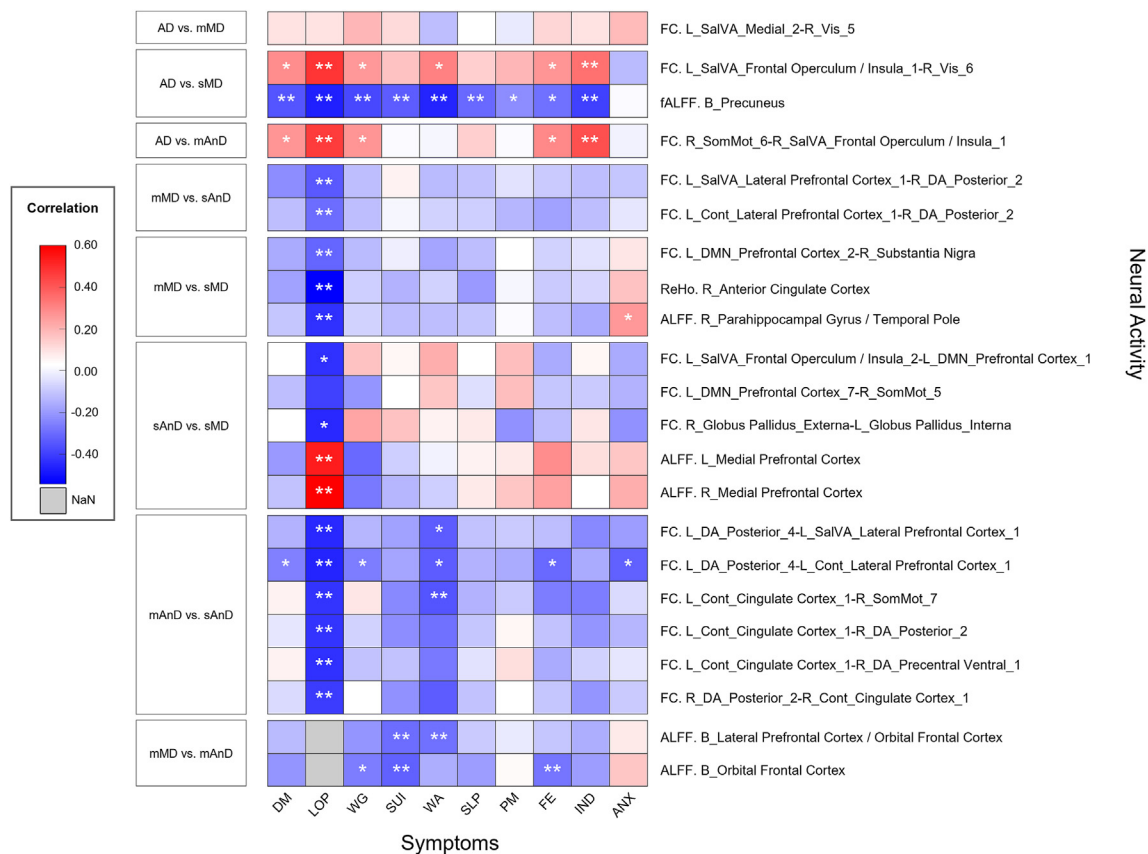 AD vs. mMD
FC. L_SalVA_Medial_2-R_Vis_5
AD vs. sMD
* ** * * * **
FC. L_SalVA_Frontal Operculum / Insula_1-R_Vis_6
** ** ** ** ** ** * * **
fALFF. B_Precuneus
AD vs. mAnD
* ** * * **
FC. R_SomMot_6-R_SalVA_Frontal Operculum / Insula_1
mMD vs. sAnD
**
FC. L_SalVA_Lateral Prefrontal Cortex_1-R_DA_Posterior_2
**
FC. L_Cont_Lateral Prefrontal Cortex_1-R_DA_Posterior_2
mMD vs. sMD
**
FC. L_DMN_Prefrontal Cortex_2-R_Substantia Nigra
**
ReHo. R_Anterior Cingulate Cortex
** *
ALFF. R_Parahippocampal Gyrus / Temporal Pole
sAnD vs. sMD
*
FC. L_SalVA_Frontal Operculum / Insula_2-L_DMN_Prefrontal Cortex_1
FC. L_DMN_Prefrontal Cortex_7-R_SomMot_5
*
FC. R_Globus Pallidus_Externa-L_Globus Pallidus_Interna
**
ALFF. L_Medial Prefrontal Cortex
**
ALFF. R_Medial Prefrontal Cortex
mAnD vs. sAnD
** *
FC. L_DA_Posterior_4-L_SalVA_Lateral Prefrontal Cortex_1
* ** * * * *
FC. L_DA_Posterior_4-L_Cont_Lateral Prefrontal Cortex_1
** **
FC. L_Cont_Cingulate Cortex_1-R_SomMot_7
**
FC. L_Cont_Cingulate Cortex_1-R_DA_Posterior_2
**
FC. L_Cont_Cingulate Cortex_1-R_DA_Precentral Ventral_1
**
FC. R_DA_Posterior_2-R_Cont_Cingulate Cortex_1
mMD vs. mAnD
** **
ALFF. B_Lateral Prefrontal Cortex / Orbital Frontal Cortex
* ** **
ALFF. B_Orbital Frontal Cortex
DM LOP WG SUI WA SLP PM FE IND ANX
Symptoms
Neural Activity
Correlation
0.60
0.40
0.20
0.00
-0.20
-0.40
NaN